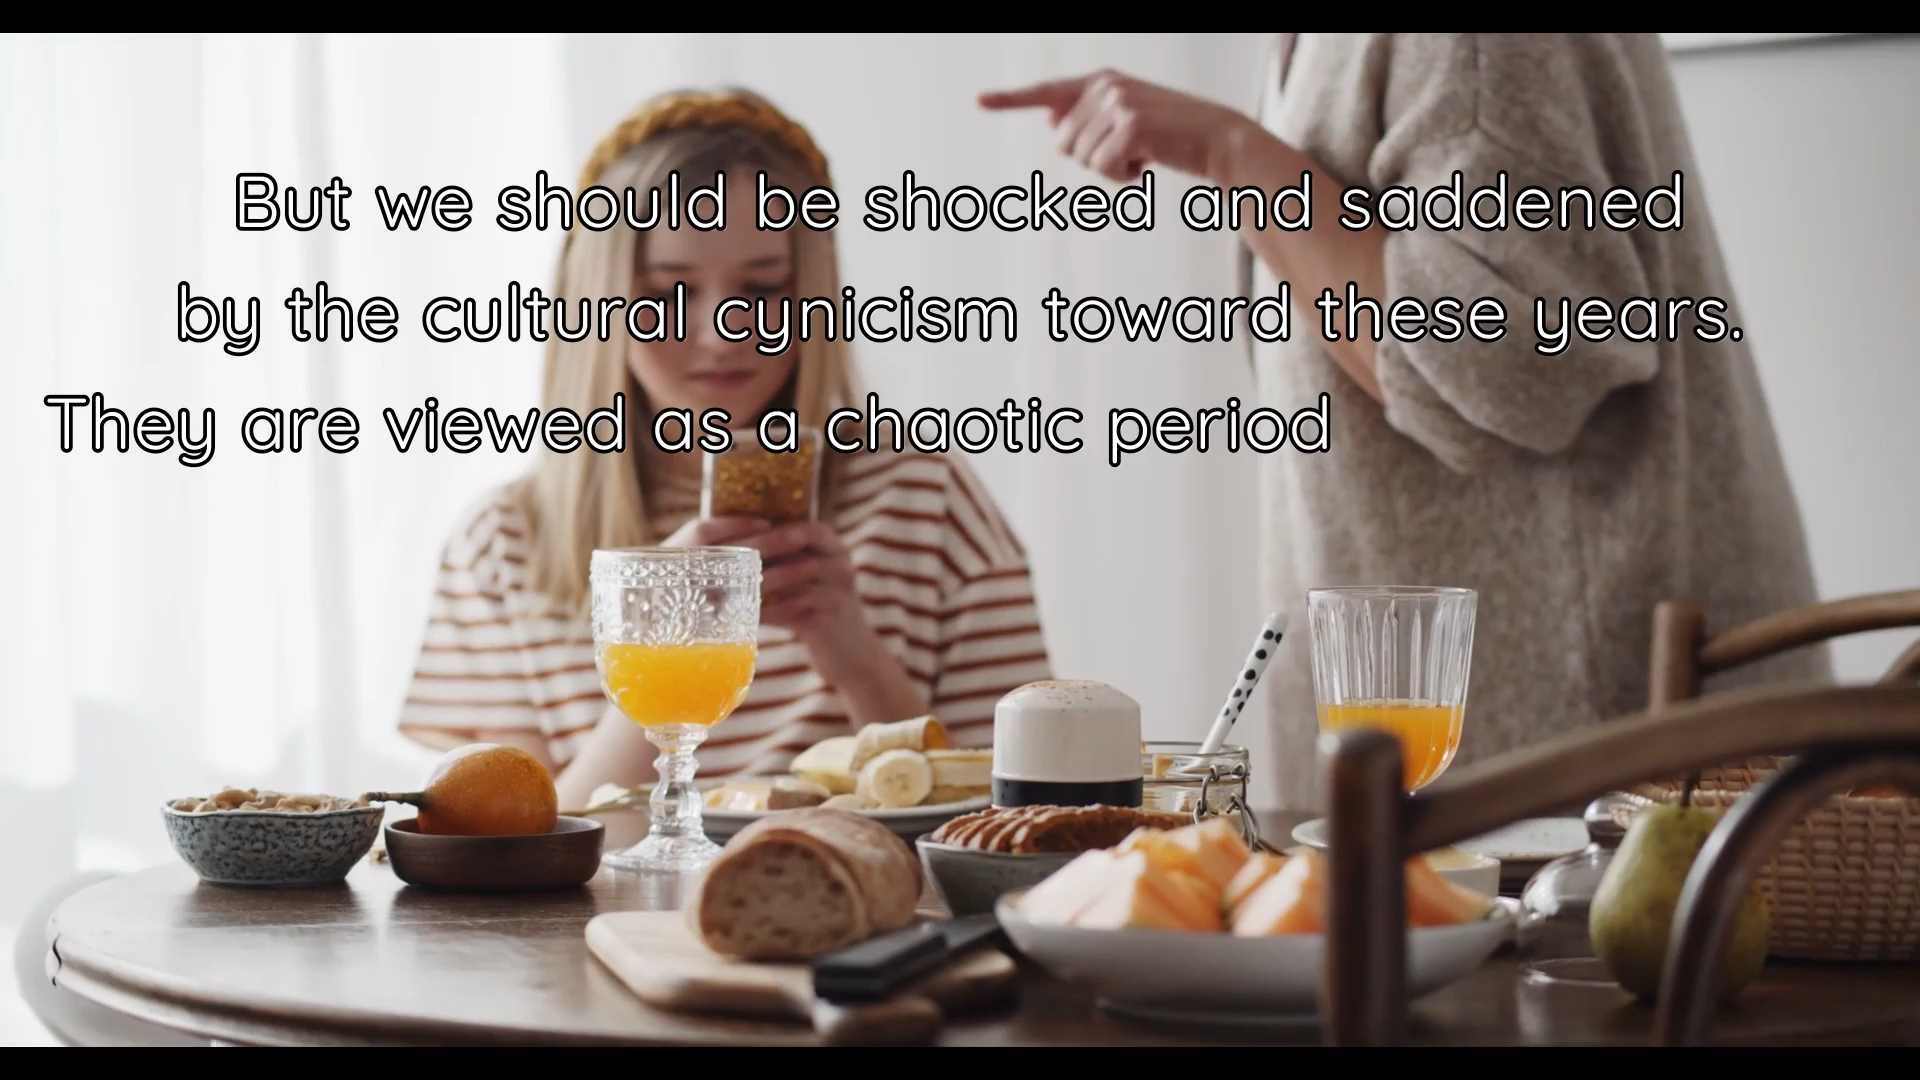 But we should be shocked and saddened
by the cultural cynicism toward these years.
They are viewed as a chaotic period